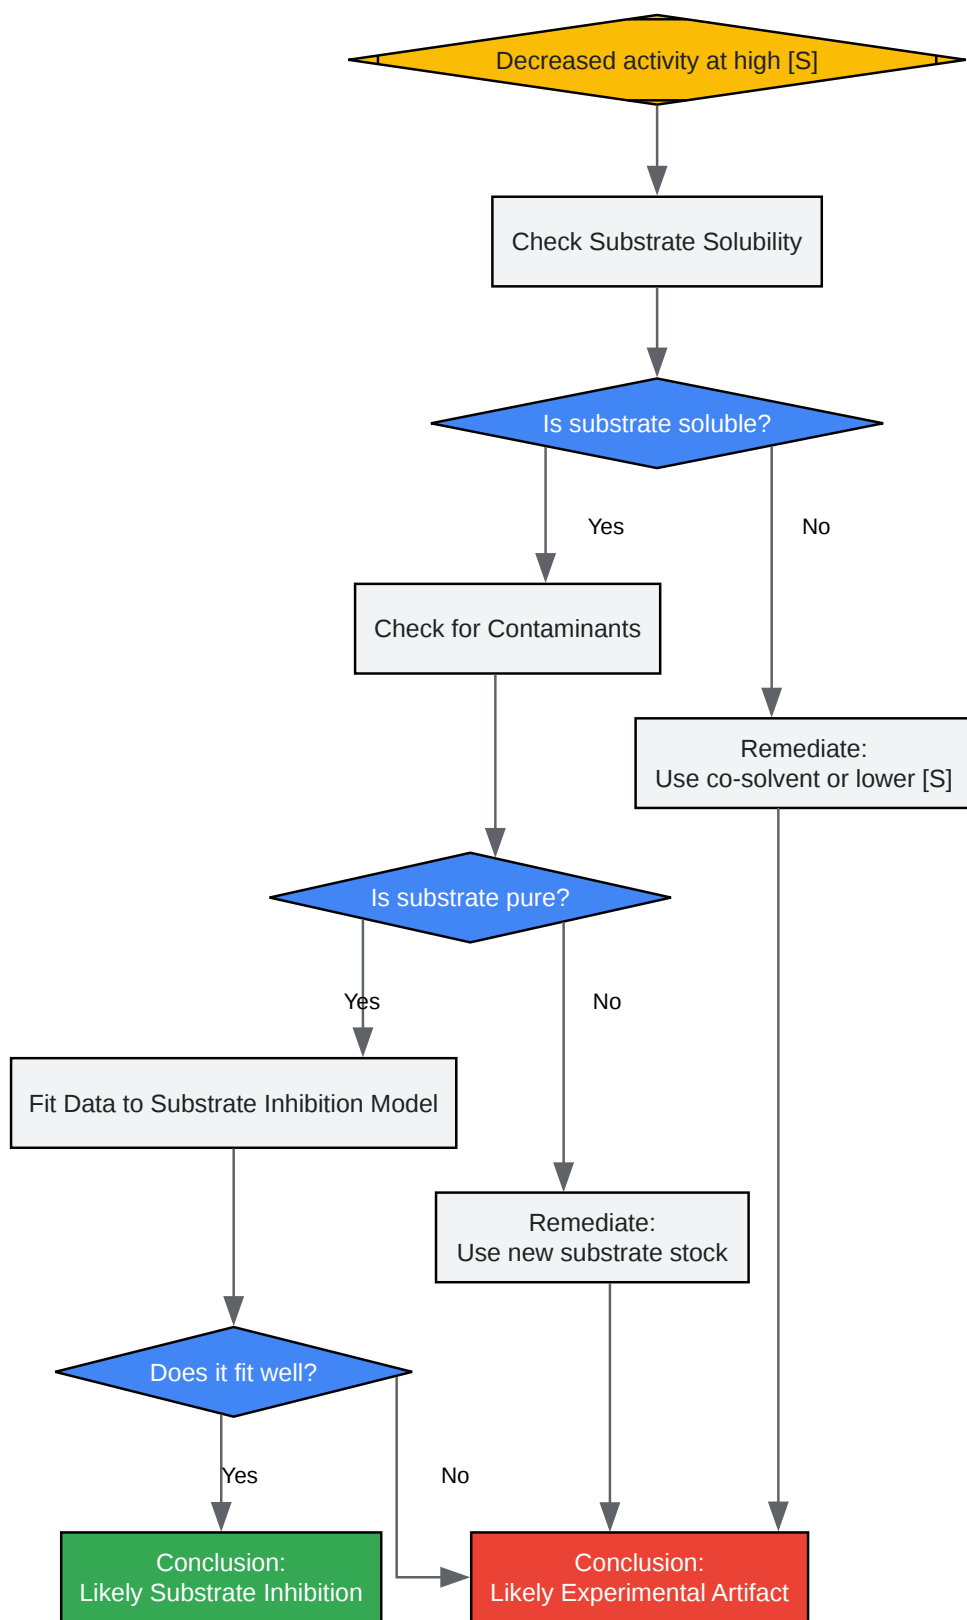 Decreased activity at high [S]
Check Substrate Solubility
Is substrate soluble?
Yes
No
Check for Contaminants
Remediate:
Use co-solvent or lower [S]
Is substrate pure?
Yes
No
Fit Data to Substrate Inhibition Model
Remediate:
Use new substrate stock
Does it fit well?
Yes
No
Conclusion:
Likely Substrate Inhibition
Conclusion:
Likely Experimental Artifact